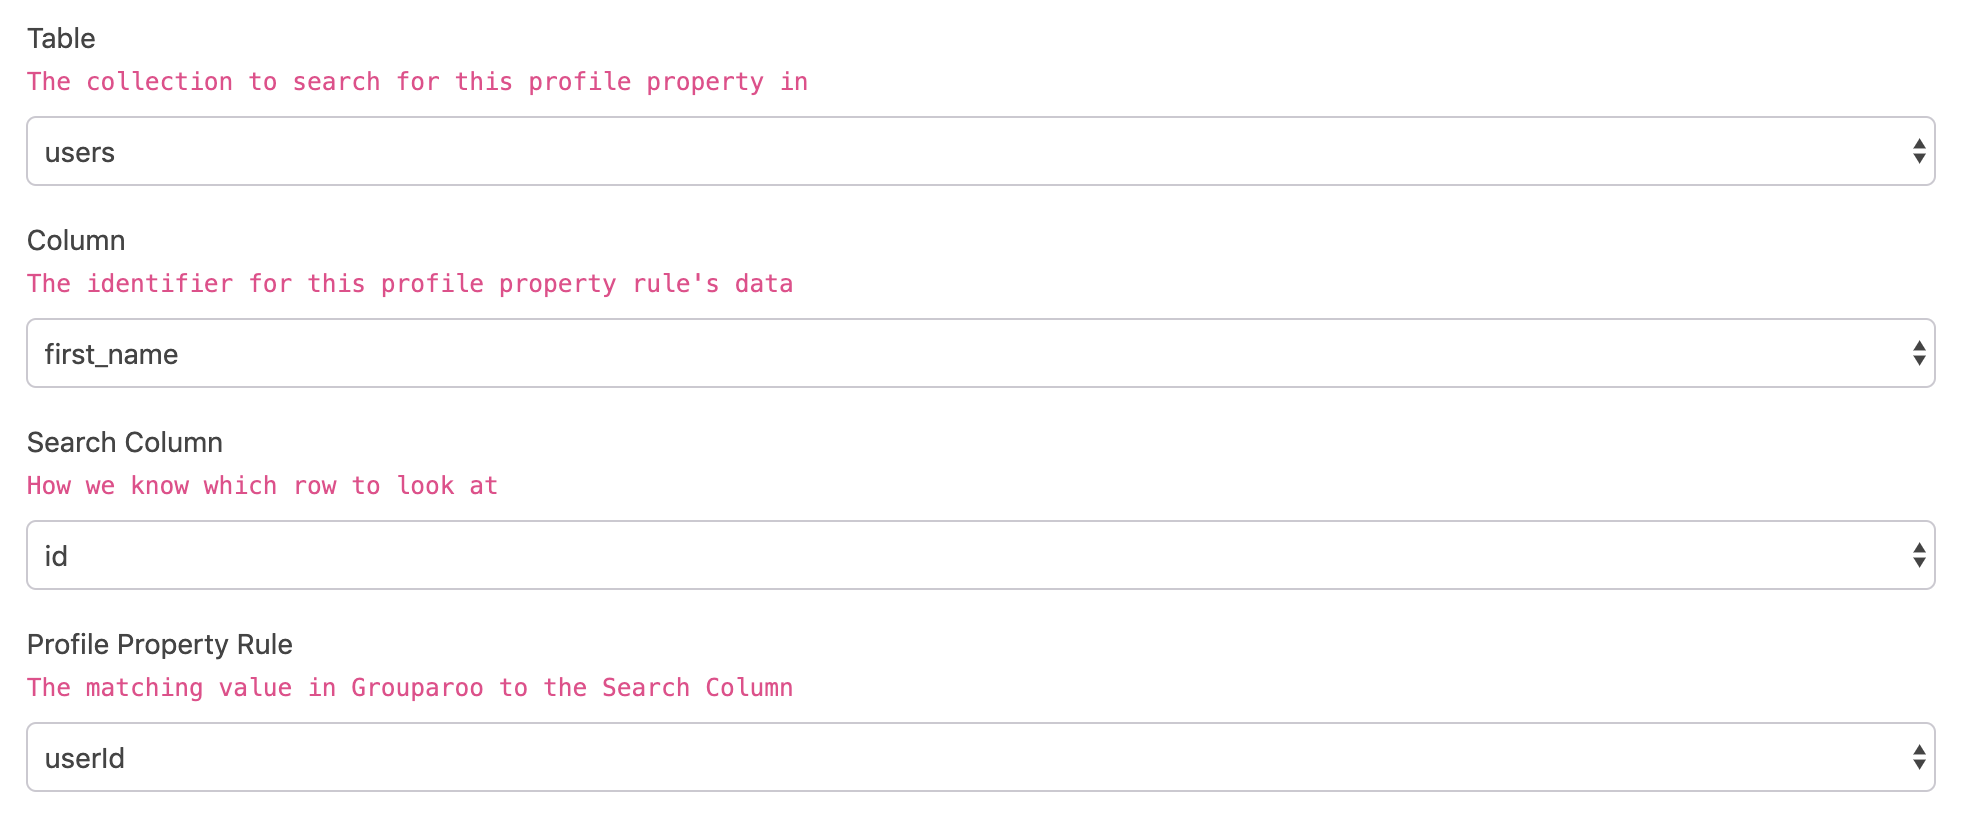 Table
The collection to search for this profile property in
users
Column
The identifier for this profile property rule's data
first_name
Search Column
How we know which row to look at
id
Profile Property Rule
The matching value in Grouparoo to the Search Column
userId